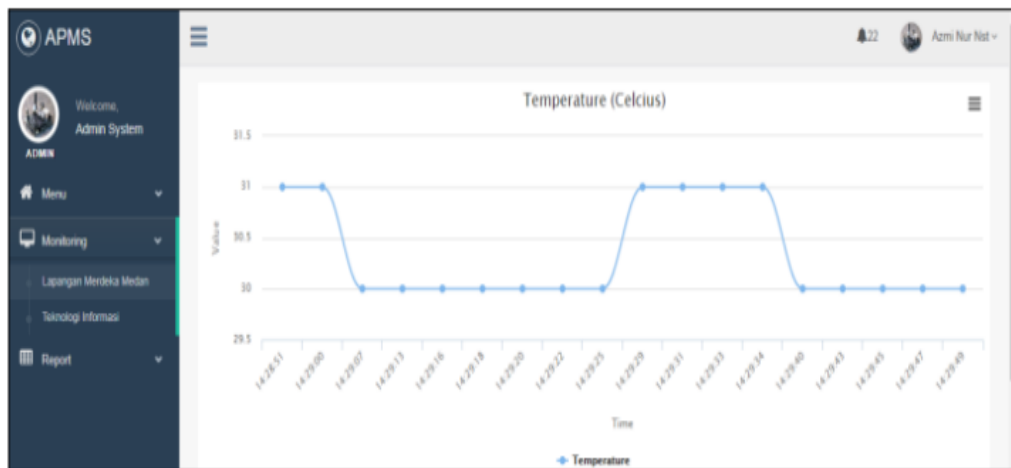 APMS
22
Azmi Nur Nst
Welcome,
Admin System
ADMIN
Menu
Monitoring
Lapangan Merdeka Medan
Teknologi Informasi
Report
Temperature (Celcius)
31.5
31
30.5
30
29.5
Value
14:28:51
14:29:00
14:29:07
14:29:13
14:29:16
14:29:18
14:29:20
14:29:22
14:29:25
14:29:29
14:29:31
14:29:33
14:29:34
14:29:40
14:29:43
14:29:45
14:29:47
14:29:49
Time
Temperature